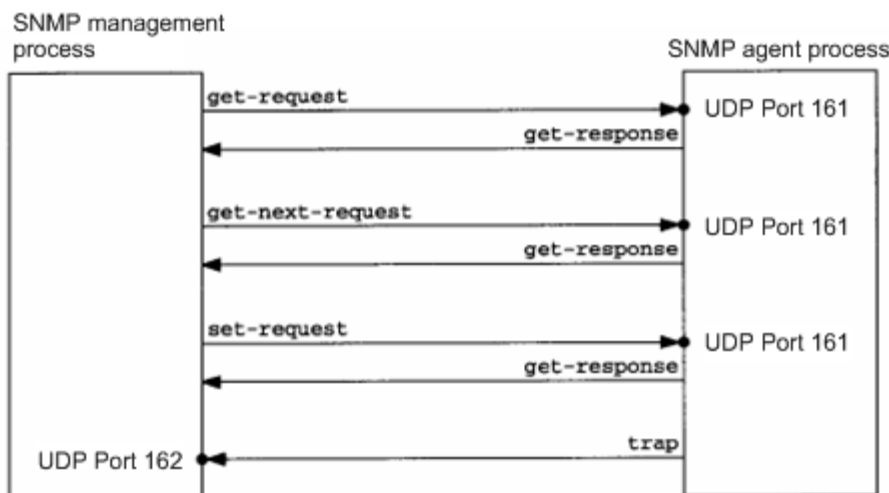 SNMP management
process
SNMP agent process
get-request
UDP Port 161
get-response
get-next-request
UDP Port 161
get-response
set-request
UDP Port 161
get-response
trap
UDP Port 162